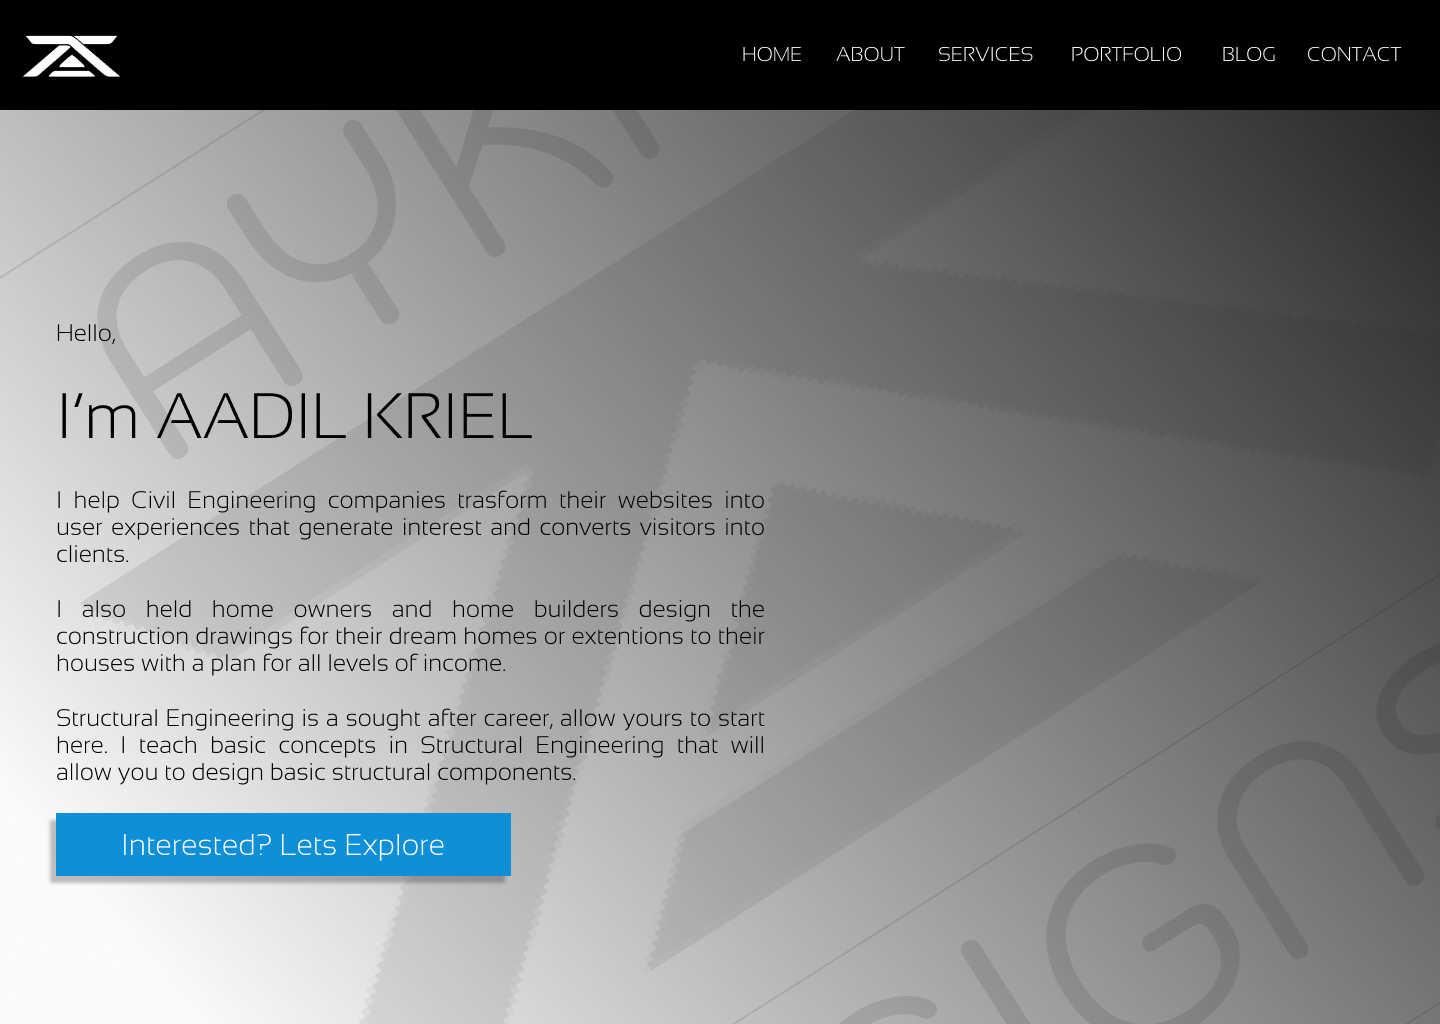 HOME ABOUT SERVICES PORTFOLIO BLOG CONTACT
AYK
Hello,
I'm AADIL KRIEL
I help Civil Engineering companies trasform their websites into
user experiences that generate interest and converts visitors into
clients.
I also held home owners and home builders design the
construction drawings for their dream homes or extentions to their
houses with a plan for all levels of income.
Structural Engineering is a sought after career, allow yours to start
here. I teach basic concepts in Structural Engineering that will
allow you to design basic structural components.
Interested? Lets Explore
IGNS